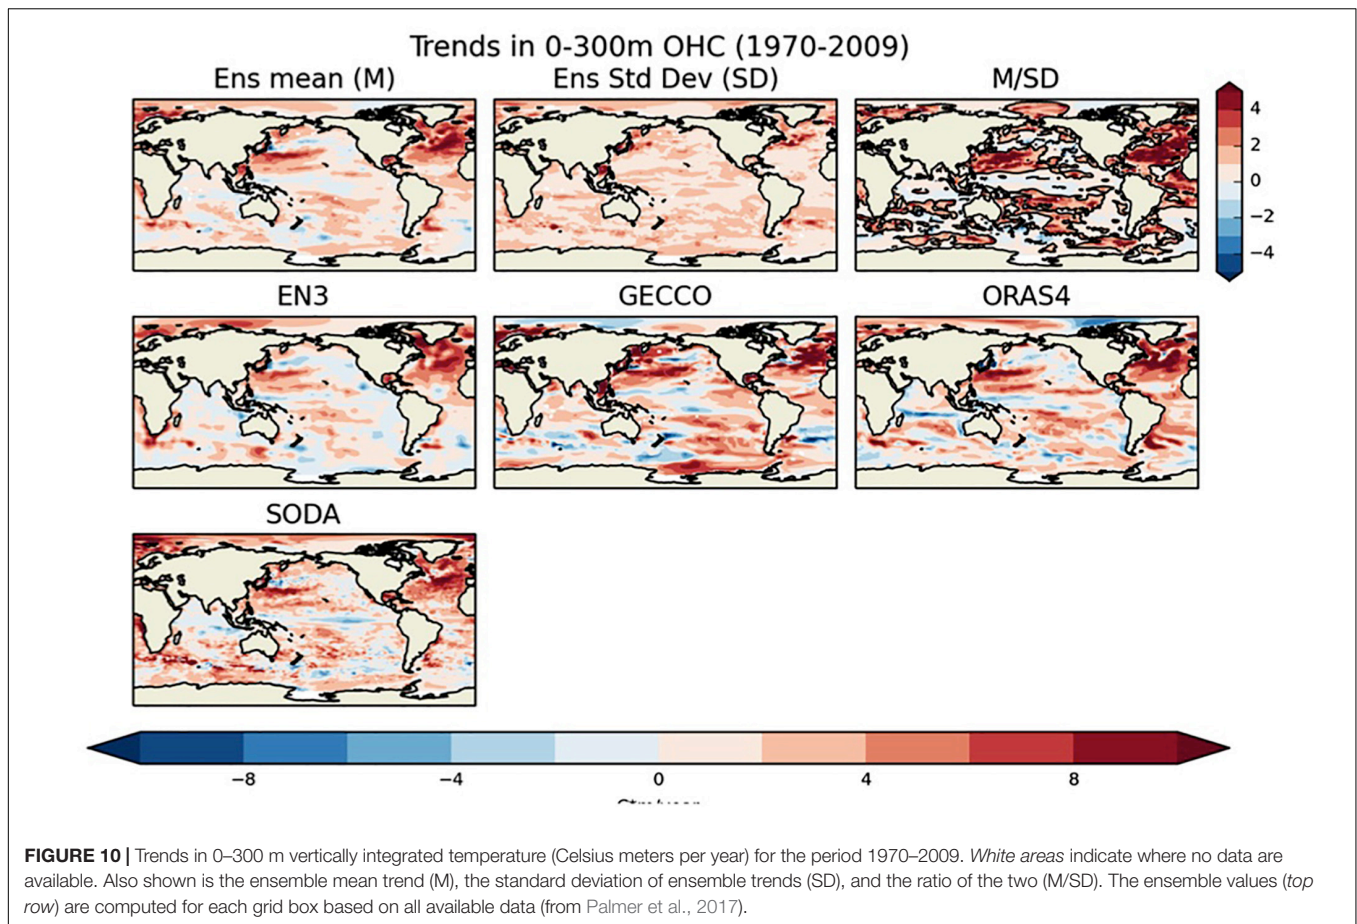 Trends in 0-300m OHC (1970-2009)
Ens mean (M) Ens Std Dev (SD) M/SD
4
2
0
−2
−4
EN3 GECCO ORAS4
SODA
−8 −4 0 4 8
FIGURE 10 | Trends in 0–300 m vertically integrated temperature (Celsius meters per year) for the period 1970–2009. White areas indicate where no data are
available. Also shown is the ensemble mean trend (M), the standard deviation of ensemble trends (SD), and the ratio of the two (M/SD). The ensemble values (top
row) are computed for each grid box based on all available data (from Palmer et al., 2017).